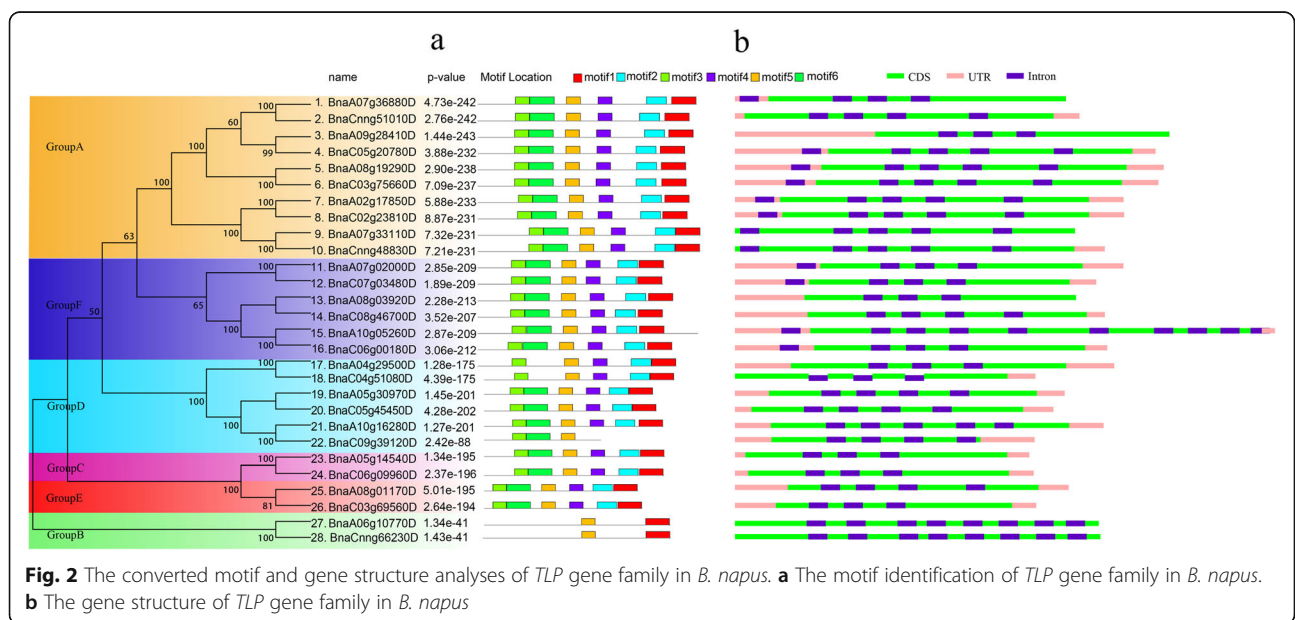 a
b
name p-value Motif Location motif1 motif2 motif3 motif4 motif5 motif6 CDS UTR Intron
GroupA
GroupF
GroupD
GroupC
GroupE
GroupB
100
60
99
100
100
100
100
100
63
100
65
100
100
50
100
100
100
100
100
100
81
100
1. BnaA07g36880D 4.73e-242
2. BnaCnng51010D 2.76e-242
3. BnaA09g28410D 1.44e-243
4. BnaC05g20780D 3.88e-232
5. BnaA08g19290D 2.90e-238
6. BnaC03g75660D 7.09e-237
7. BnaA02g17850D 5.88e-233
8. BnaC02g23810D 8.87e-231
9. BnaA07g33110D 7.32e-231
10. BnaCnng48830D 7.21e-231
11. BnaA07g02000D 2.85e-209
12. BnaC07g03480D 1.89e-209
13. BnaA08g03920D 2.28e-213
14. BnaC08g46700D 3.52e-207
15. BnaA10g05260D 2.87e-209
16. BnaC06g00180D 3.06e-212
17. BnaA04g29500D 1.28e-175
18. BnaC04g51080D 4.39e-175
19. BnaA05g30970D 1.45e-201
20. BnaC05g45450D 4.28e-202
21. BnaA10g16280D 1.27e-201
22. BnaC09g39120D 2.42e-88
23. BnaA05g14540D 1.34e-195
24. BnaC06g09960D 2.37e-196
25. BnaA08g01170D 5.01e-195
26. BnaC03g69560D 2.64e-194
27. BnaA06g10770D 1.34e-41
28. BnaCnng66230D 1.43e-41
Fig. 2 The converted motif and gene structure analyses of TLP gene family in B. napus. a The motif identification of TLP gene family in B. napus.
b The gene structure of TLP gene family in B. napus